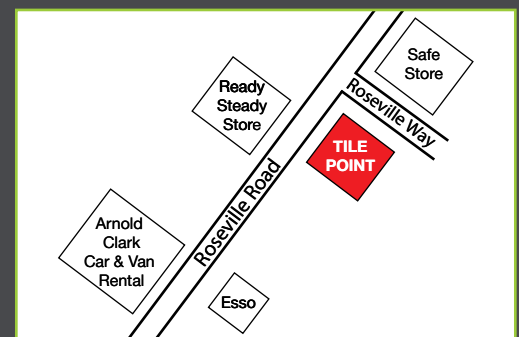 Safe
Store
Ready
Steady
Store
Roseville Way
TILE
POINT
Roseville Road
Arnold
Clark
Car & Van
Rental
Esso